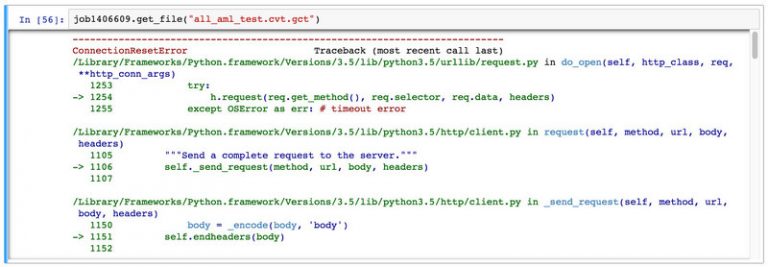 In [56]: job1406609.get_file("all_aml_test.cvt.gct")
---------------------------------------------------------------------------
ConnectionResetError                      Traceback (most recent call last)
/Library/Frameworks/Python.framework/Versions/3.5/lib/python3.5/urllib/request.py in do_open(self, http_class, req,
**http_conn_args)
   1253             try:
-> 1254                 h.request(req.get_method(), req.selector, req.data, headers)
   1255             except OSError as err: # timeout error
/Library/Frameworks/Python.framework/Versions/3.5/lib/python3.5/http/client.py in request(self, method, url, body,
headers)
   1105         """Send a complete request to the server."""
-> 1106         self._send_request(method, url, body, headers)
   1107
/Library/Frameworks/Python.framework/Versions/3.5/lib/python3.5/http/client.py in _send_request(self, method, url,
body, headers)
   1150             body = _encode(body, 'body')
-> 1151         self.endheaders(body)
   1152